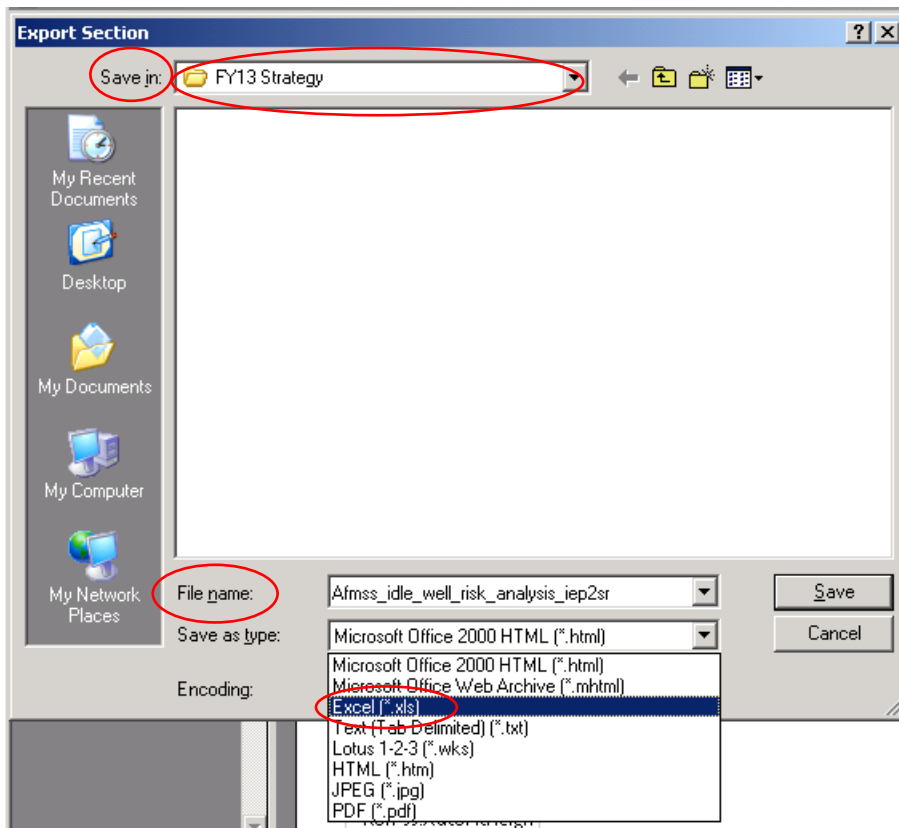 Export Section
Save in:
FY13 Strategy
My Recent
Documents
Desktop
My Documents
My Computer
My Network
Places
File name:
Afmss_idle_well_risk_analysis_iep2sr
Save
Save as type:
Microsoft Office 2000 HTML (*.html)
Cancel
Encoding:
Microsoft Office 2000 HTML (*.html)
Microsoft Office Web Archive (*.mhtml)
Excel (*.xls)
Text (Tab Delimited) (*.txt)
Lotus 1-2-3 (*.wks)
HTML (*.htm)
JPEG (*.jpg)
PDF (*.pdf)